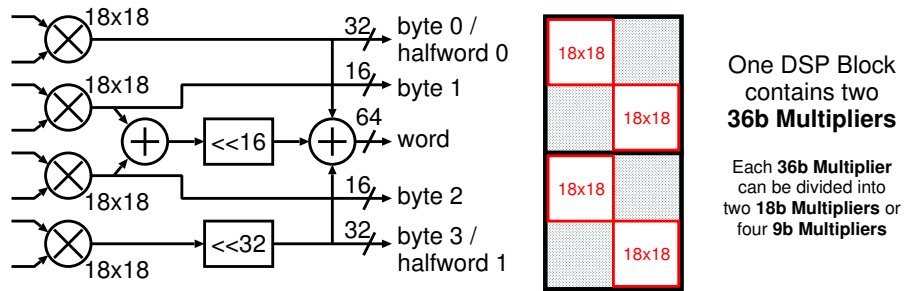 18x18
32
byte 0 /
halfword 0
18x18
16
byte 1
<<16
64
word
18x18
16
byte 2
<<32
18x18
32
byte 3 /
halfword 1
18x18
18x18
18x18
18x18
One DSP Block
contains two
36b Multipliers
Each 36b Multiplier
can be divided into
two 18b Multipliers or
four 9b Multipliers